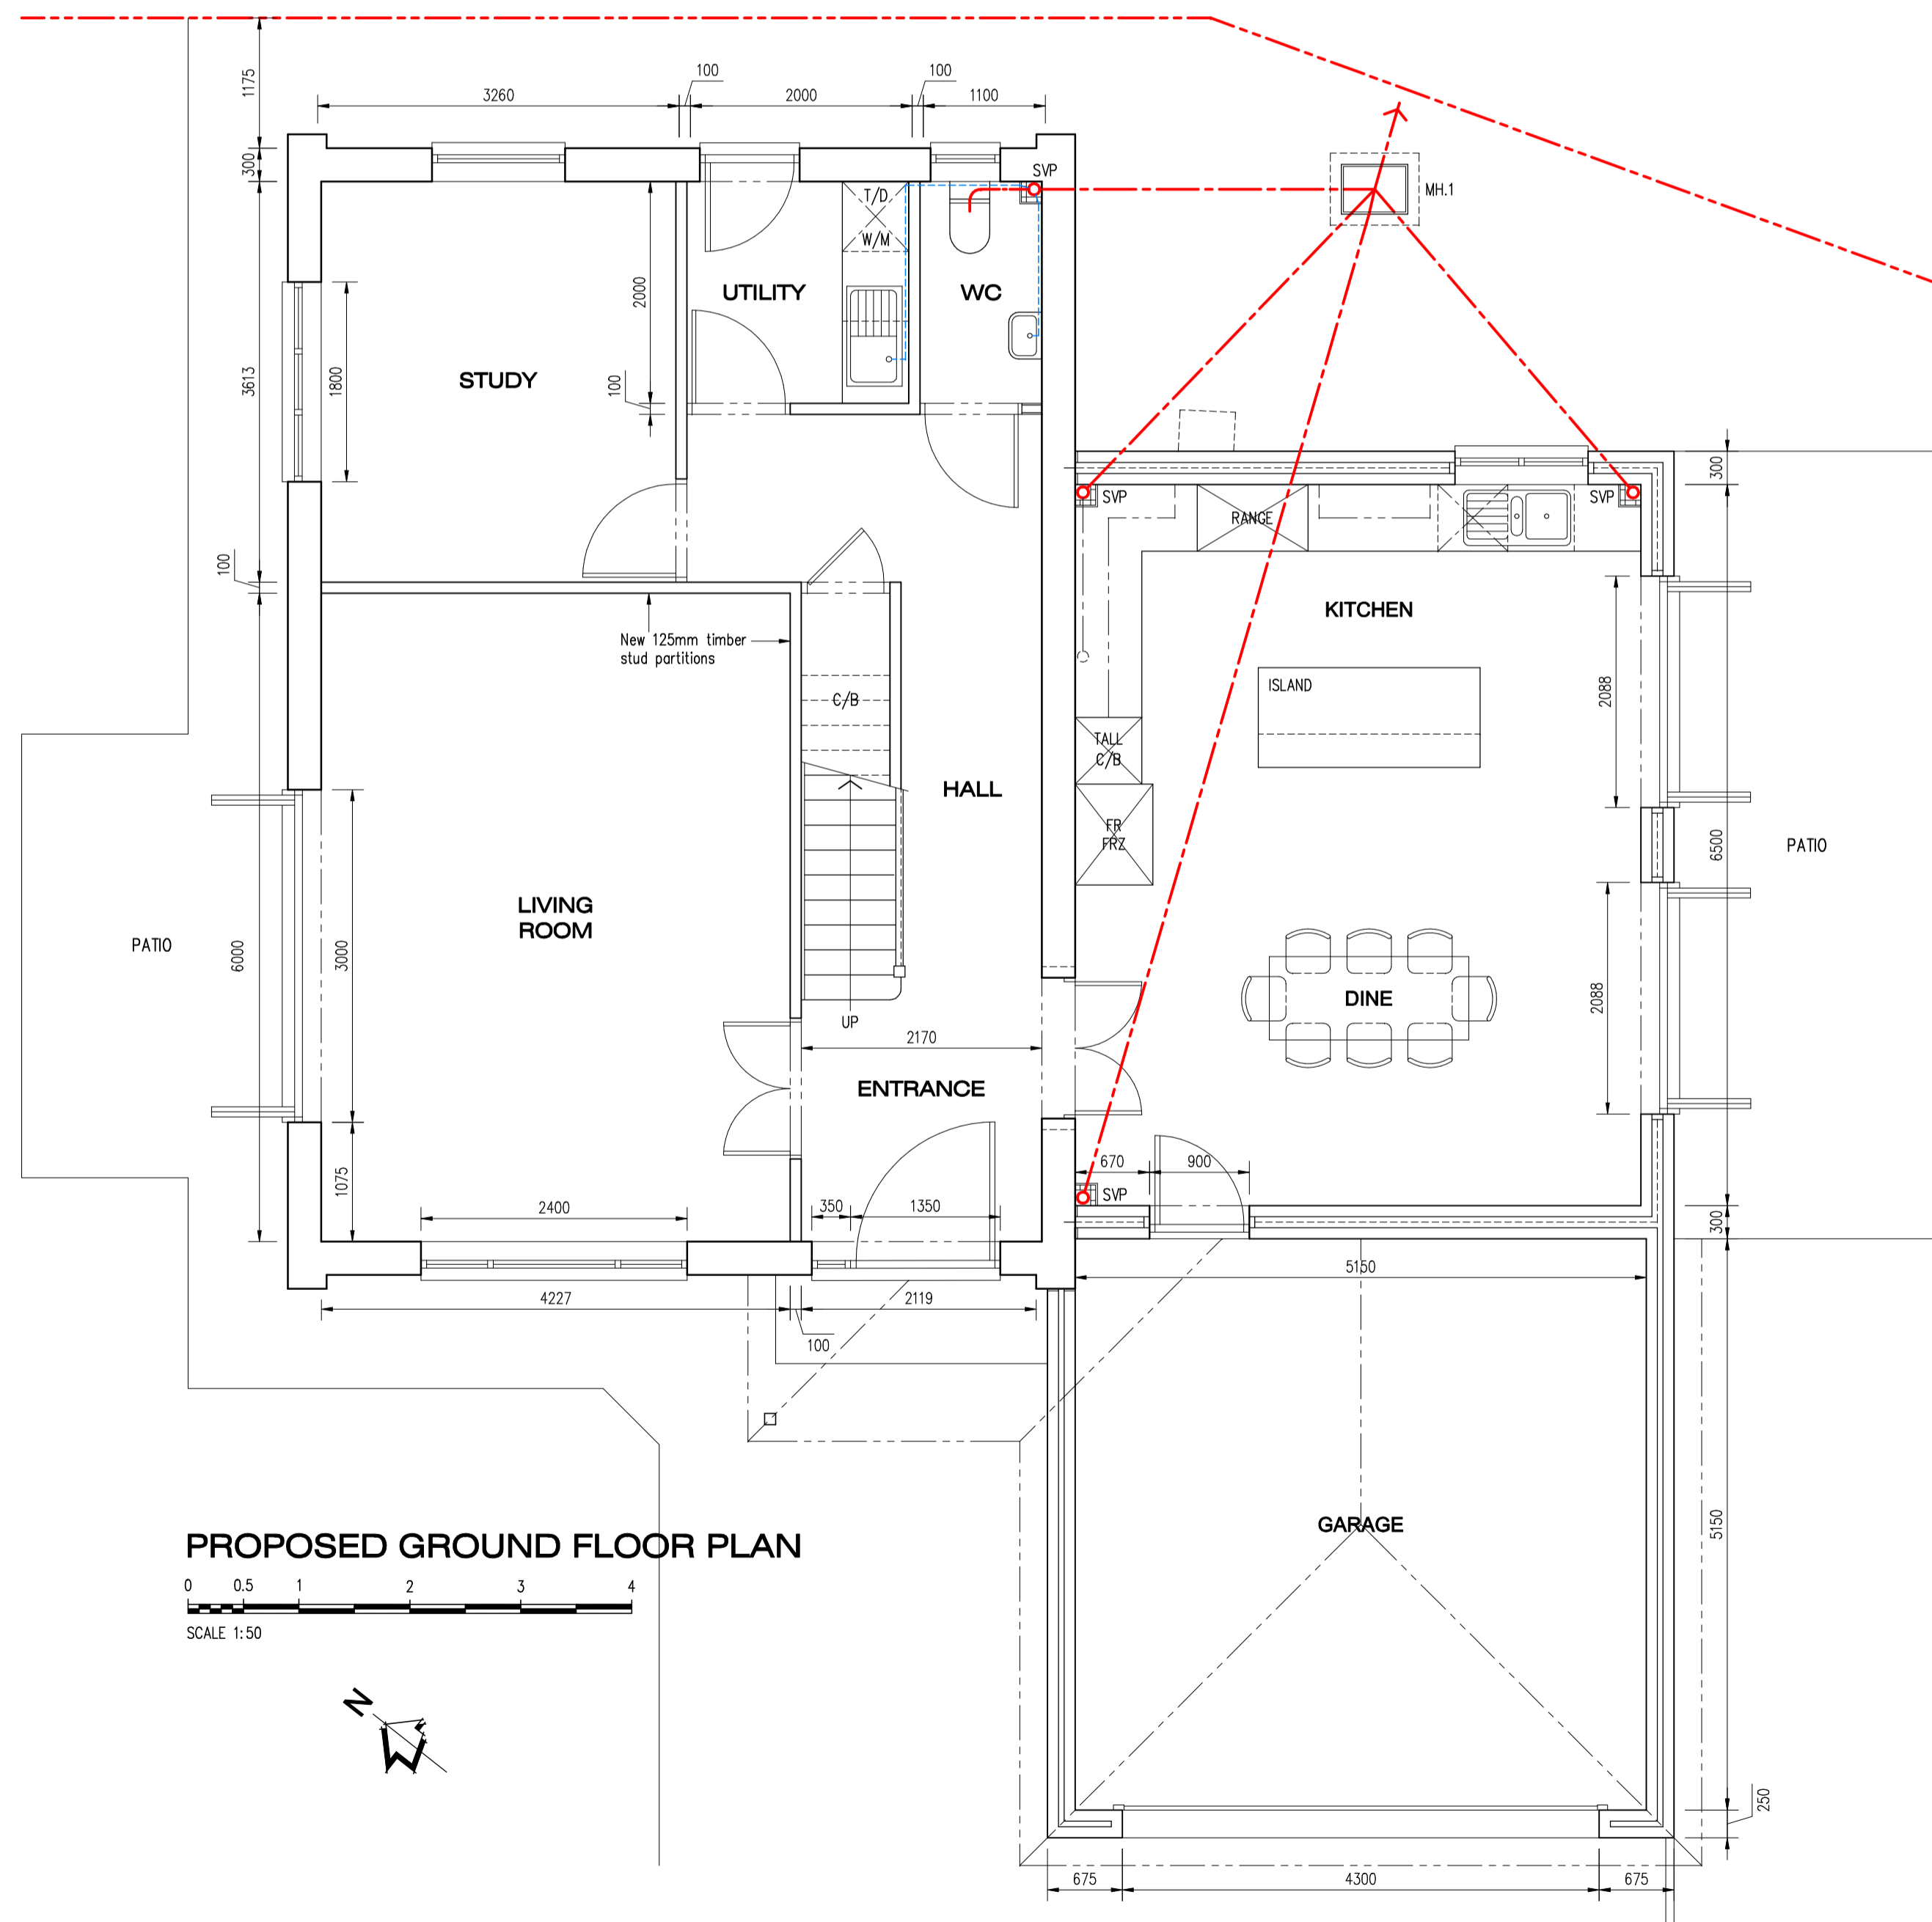 1175
100
100
3260
2000
1100
300
SVP
T/D
W/M
MH.1
UTILITY
WC
2000
STUDY
3613
1800
100
300
SVP
SVP
RANGE
100
KITCHEN
New 125mm timber
stud partitions
ISLAND
2088
C/B
TALL
C/B
HALL
FR
FRZ
6500
PATIO
LIVING
ROOM
PATIO
6000
3000
DINE
2088
UP
2170
ENTRANCE
670
900
1075
SVP
2400
350
1350
300
5150
4227
2119
100
GARAGE
5150
PROPOSED GROUND FLOOR PLAN
0 0.5 1 2 3 4
SCALE 1:50
N
250
675
4300
675